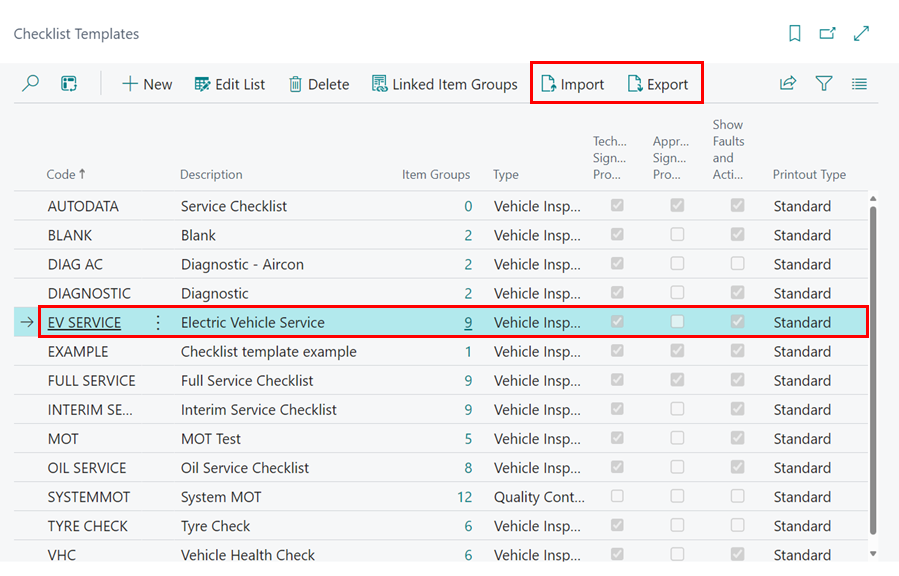 Checklist Templates
New Edit List Delete Linked Item Groups Import Export
Code ↑ Description Item Groups Type Tech... Sign... Pro... Appr... Sign... Pro... Show Faults and Acti... Printout Type
AUTODATA Service Checklist 0 Vehicle Insp... Standard
BLANK Blank 2 Vehicle Insp... Standard
DIAG AC Diagnostic - Aircon 2 Vehicle Insp... Standard
DIAGNOSTIC Diagnostic 2 Vehicle Insp... Standard
EV SERVICE Electric Vehicle Service 9 Vehicle Insp... Standard
EXAMPLE Checklist template example 1 Vehicle Insp... Standard
FULL SERVICE Full Service Checklist 9 Vehicle Insp... Standard
INTERIM SE... Interim Service Checklist 9 Vehicle Insp... Standard
MOT MOT Test 5 Vehicle Insp... Standard
OIL SERVICE Oil Service Checklist 8 Vehicle Insp... Standard
SYSTEMMOT System MOT 12 Quality Cont... Standard
TYRE CHECK Tyre Check 6 Vehicle Insp... Standard
VHC Vehicle Health Check 6 Vehicle Insp... Standard